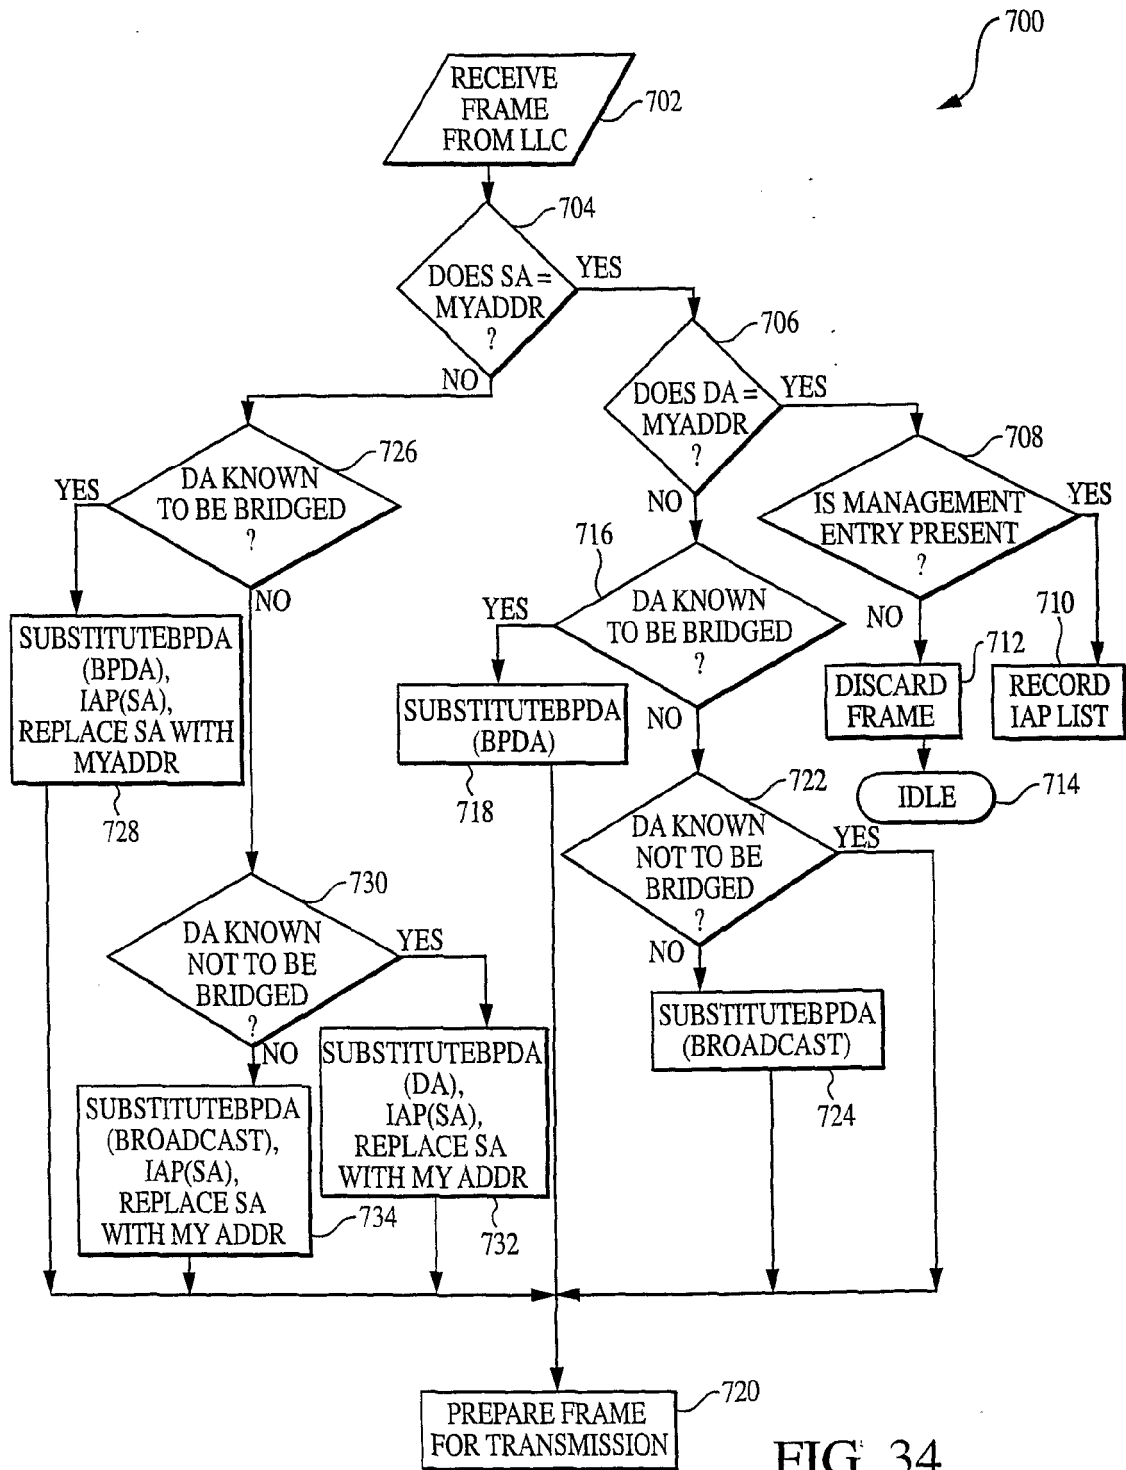 700
RECEIVE
FRAME
FROM LLC
702
704
DOES SA =
MYADDR
?
YES
NO
706
DOES DA =
MYADDR
?
YES
NO
708
IS MANAGEMENT
ENTRY PRESENT
?
YES
NO
726
DA KNOWN
TO BE BRIDGED
?
YES
NO
716
DA KNOWN
TO BE BRIDGED
?
YES
NO
710
RECORD
IAP LIST
712
DISCARD
FRAME
IDLE
714
SUBSTITUTEBPDA
(BPDA),
IAP(SA),
REPLACE SA WITH
MYADDR
728
SUBSTITUTEBPDA
(BPDA)
718
722
DA KNOWN
NOT TO BE
BRIDGED
?
YES
NO
730
DA KNOWN
NOT TO BE
BRIDGED
?
YES
NO
SUBSTITUTEBPDA
(BROADCAST)
724
SUBSTITUTEBPDA
(DA),
IAP(SA),
REPLACE SA
WITH MY ADDR
732
SUBSTITUTEBPDA
(BROADCAST),
IAP(SA),
REPLACE SA
WITH MY ADDR
734
PREPARE FRAME
FOR TRANSMISSION
720
FIG. 34